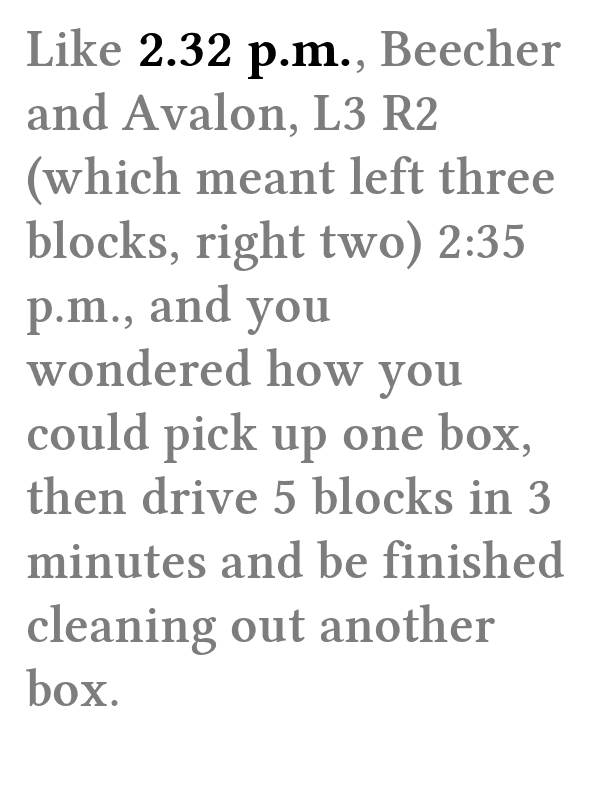 Like 2.32 p.m., Beecher
and Avalon, L3 R2
(which meant left three
blocks, right two) 2:35
p.m., and you
wondered how you
could pick up one box,
then drive 5 blocks in 3
minutes and be finished
cleaning out another
box.